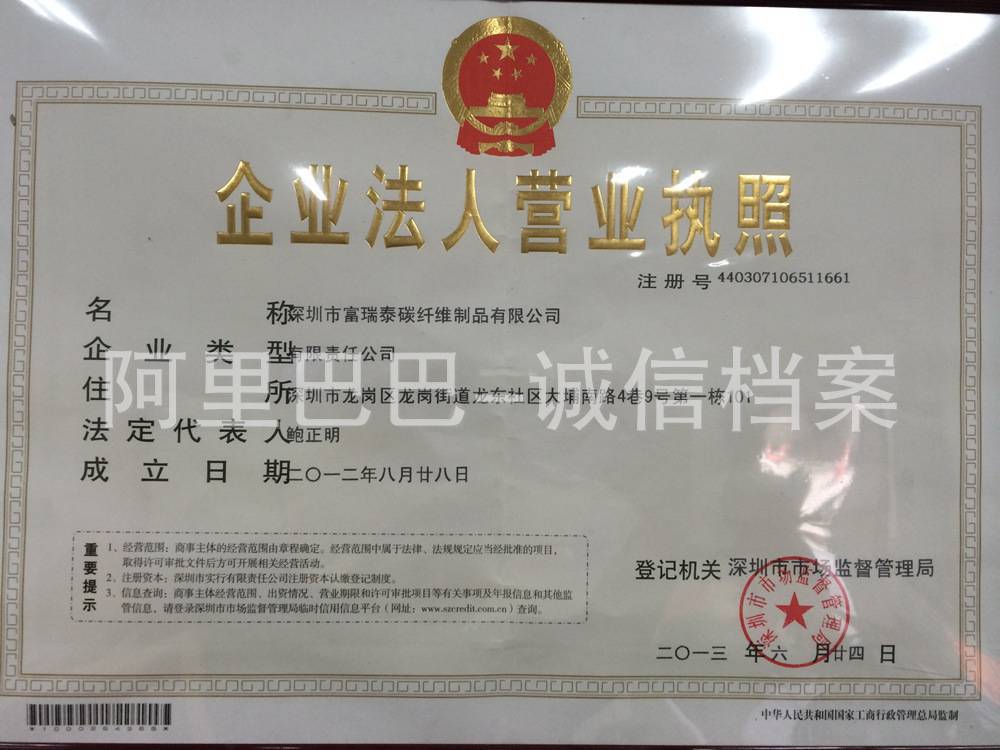 企业法人营业执照
注册号 440307106511661
名称 深圳市富瑞泰碳纤维制品有限公司
企业类型 有限责任公司
住所 深圳市龙岗区龙岗街道龙东社区大埔南路4巷9号第一栋101
法定代表人 鲍正明
成立日期 二〇一二年八月廿八日
阿里巴巴 诚信档案
重要提示
1、经营范围：商事主体的经营范围由章程确定。经营范围中属于法律、法规规定应当经批准的项目，
取得许可审批文件后方可开展相关经营活动。
2、注册资本：深圳市实行有限责任公司注册资本认缴登记制度。
3、信息查询：商事主体经营范围、出资情况、营业期限和许可审批项目等有关事项及年报信息和其他监
管信息，请登录深圳市市场监督管理局临时信用信息平台（网址：www.szcredit.com.cn）查询。
登记机关 深圳市市场监督管理局
深圳市市场监督管理局
二〇一三 年 六 月 廿四 日
中华人民共和国国家工商行政管理总局监制